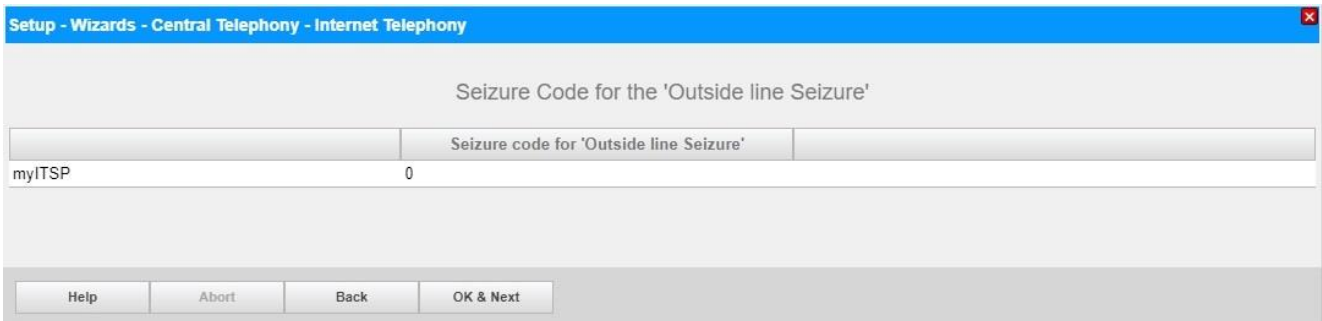 Setup - Wizards - Central Telephony - Internet Telephony
Seizure Code for the 'Outside line Seizure'
Seizure code for 'Outside line Seizure'
myITSP 0
Help Abort Back OK & Next